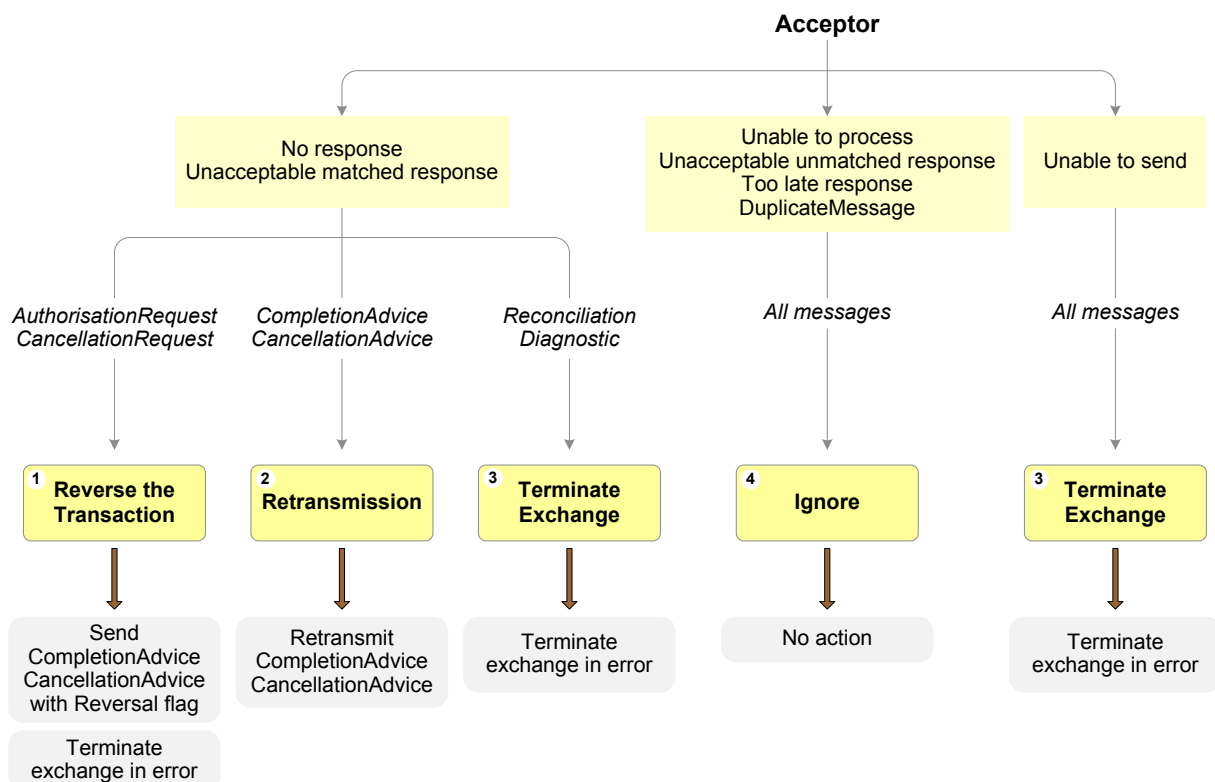 Acceptor
No response
Unacceptable matched response
Unable to process
Unacceptable unmatched response
Too late response
DuplicateMessage
Unable to send
AuthorisationRequest
CancellationRequest
CompletionAdvice
CancellationAdvice
Reconciliation
Diagnostic
All messages
All messages
1
Reverse the
Transaction
2
Retransmission
3
Terminate
Exchange
4
Ignore
3
Terminate
Exchange
Send
CompletionAdvice
CancellationAdvice
with Reversal flag
Retransmit
CompletionAdvice
CancellationAdvice
Terminate
exchange in error
No action
Terminate
exchange in error
Terminate
exchange in error